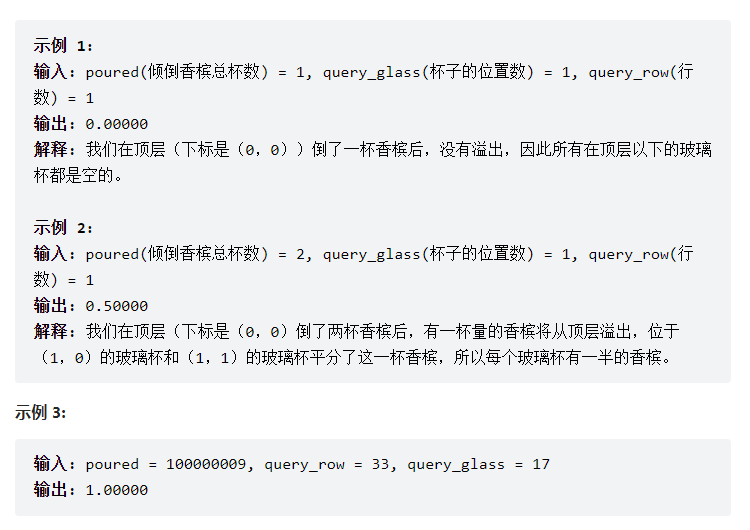 示例 1:
输入:poured(倾倒香槟总杯数) = 1, query_glass(杯子的位置数) = 1, query_row(行
数) = 1
输出:0.00000
解释:我们在顶层(下标是(0,0))倒了一杯香槟后,没有溢出,因此所有在顶层以下的玻璃
杯都是空的。
示例 2:
输入:poured(倾倒香槟总杯数) = 2, query_glass(杯子的位置数) = 1, query_row(行
数) = 1
输出:0.50000
解释:我们在顶层(下标是(0,0)倒了两杯香槟后,有一杯量的香槟将从顶层溢出,位于
(1,0)的玻璃杯和(1,1)的玻璃杯平分了这一杯香槟,所以每个玻璃杯有一半的香槟。
示例 3:
输入:poured = 100000009, query_row = 33, query_glass = 17
输出:1.00000